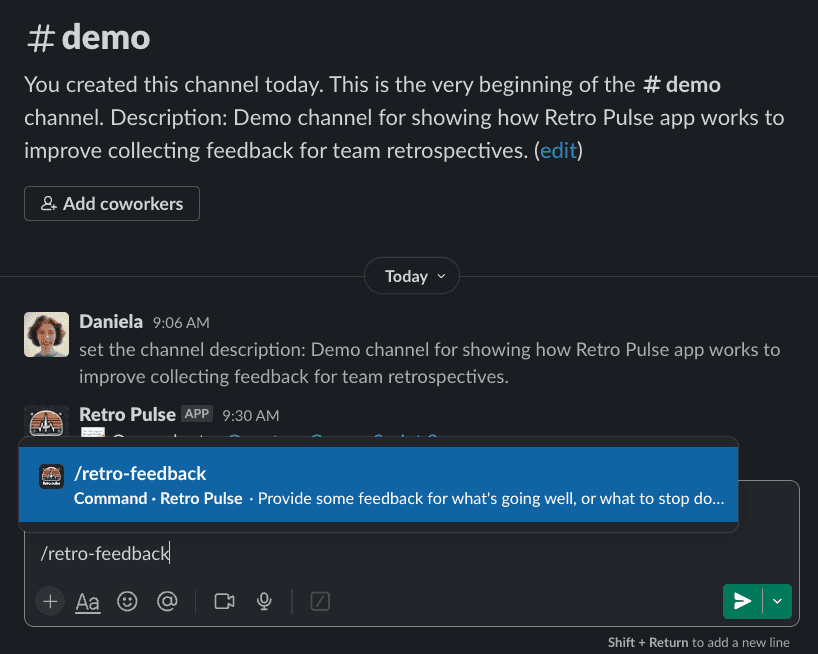 # demo
You created this channel today. This is the very beginning of the # demo
channel. Description: Demo channel for showing how Retro Pulse app works to
improve collecting feedback for team retrospectives. (edit)
Add coworkers
Today
Daniela 9:06 AM
set the channel description: Demo channel for showing how Retro Pulse app works to
improve collecting feedback for team retrospectives.
Retro Pulse APP 9:30 AM
/retro-feedback
Command · Retro Pulse · Provide some feedback for what's going well, or what to stop do...
/retro-feedback
Aa
Shift + Return to add a new line